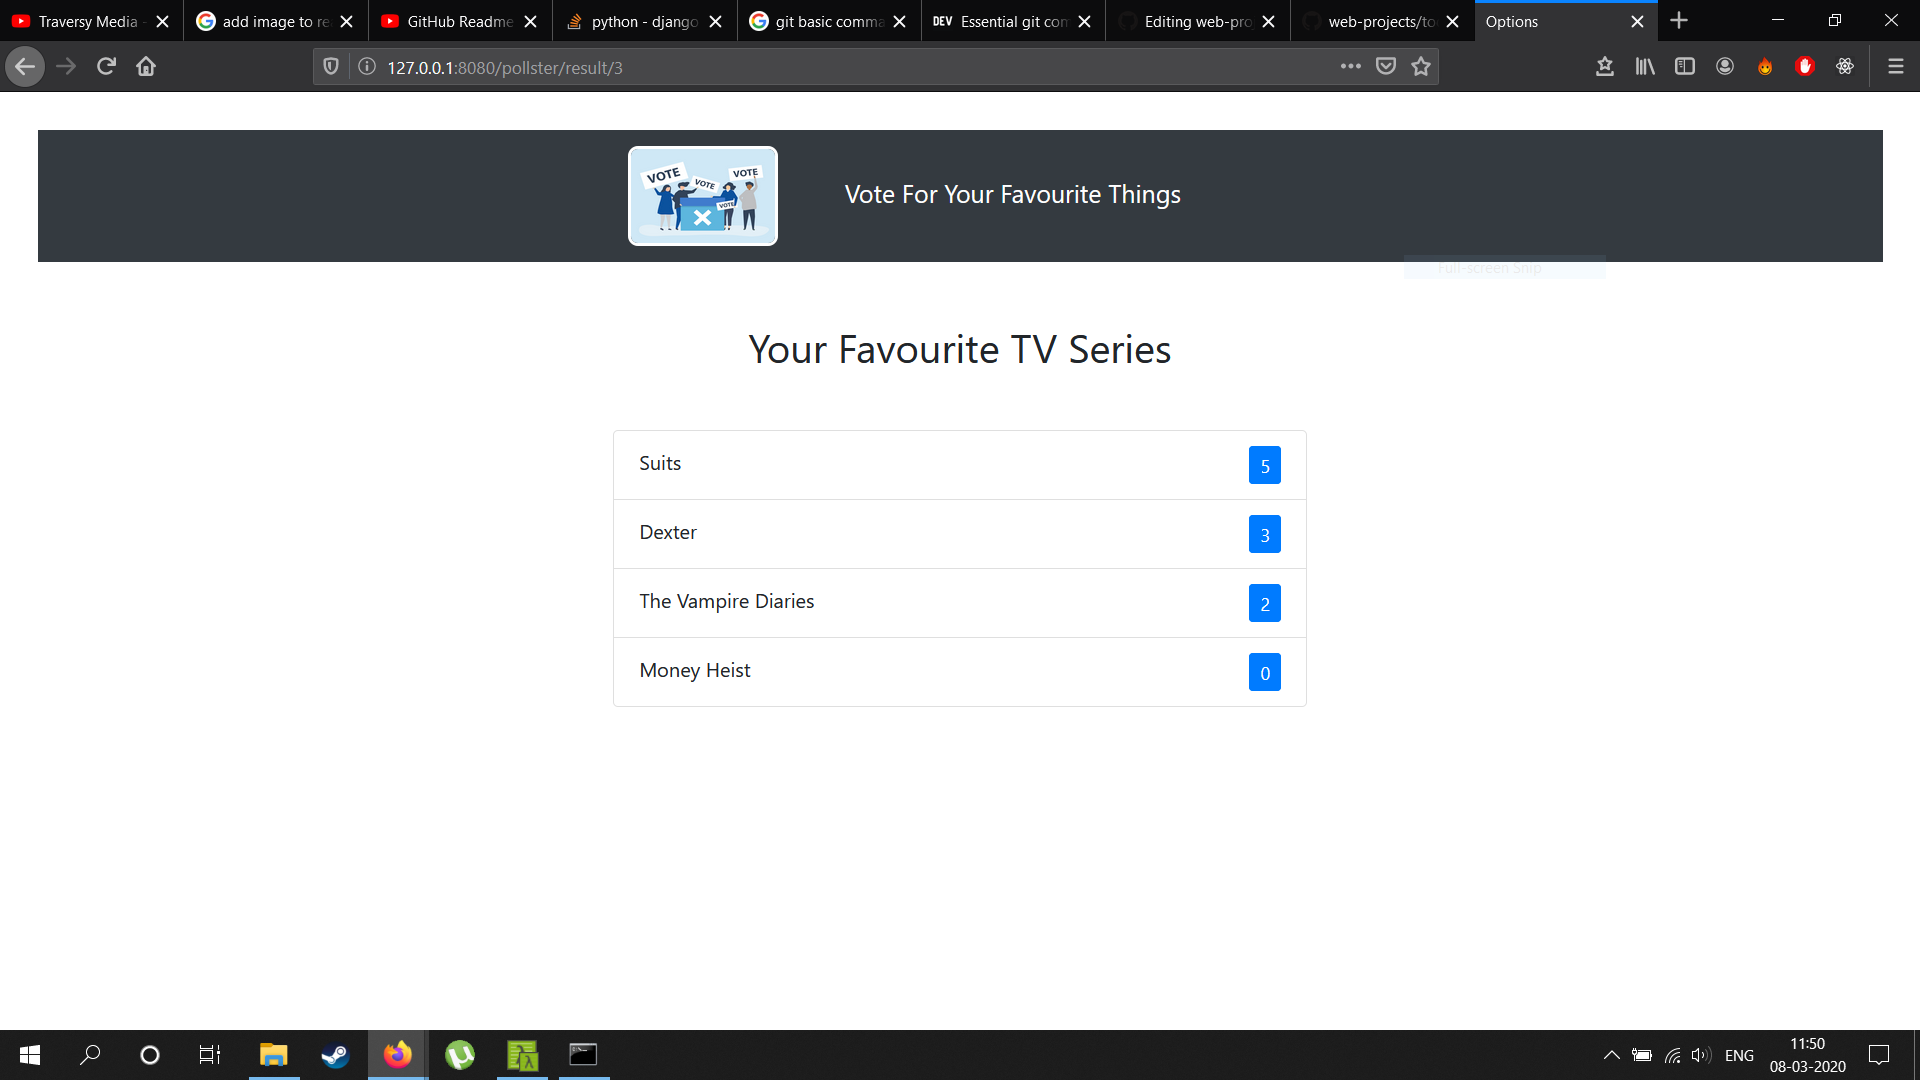 Traversy Media -
add image to re
GitHub Readme
python - django
git basic comma
DEV Essential git com
Editing web-pro
web-projects/to
Options
127.0.0.1:8080/pollster/result/3
VOTE
VOTE
VOTE
VOTE
Vote For Your Favourite Things
Full-screen Snip
Your Favourite TV Series
Suits 5
Dexter 3
The Vampire Diaries 2
Money Heist 0
ENG
11:50
08-03-2020